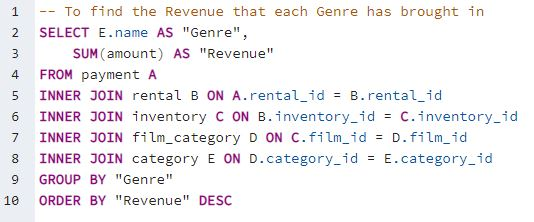 1 -- To find the Revenue that each Genre has brought in
2 SELECT E.name AS "Genre",
3 SUM(amount) AS "Revenue"
4 FROM payment A
5 INNER JOIN rental B ON A.rental_id = B.rental_id
6 INNER JOIN inventory C ON B.inventory_id = C.inventory_id
7 INNER JOIN film_category D ON C.film_id = D.film_id
8 INNER JOIN category E ON D.category_id = E.category_id
9 GROUP BY "Genre"
10 ORDER BY "Revenue" DESC